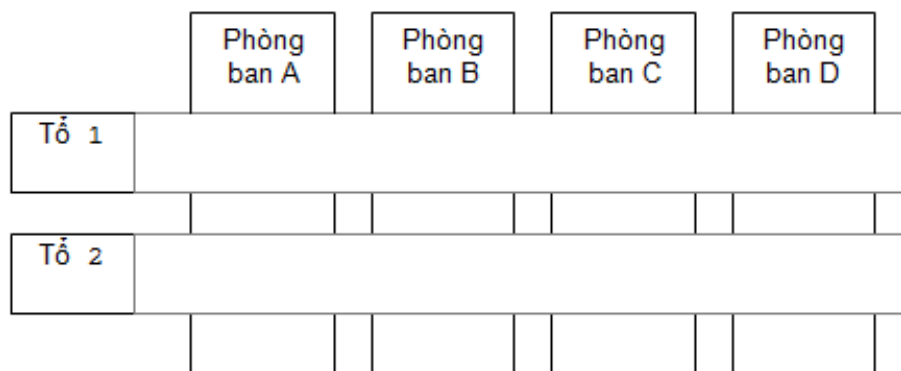 Phòng
ban A
Phòng
ban B
Phòng
ban C
Phòng
ban D
Tổ 1
Tổ 2